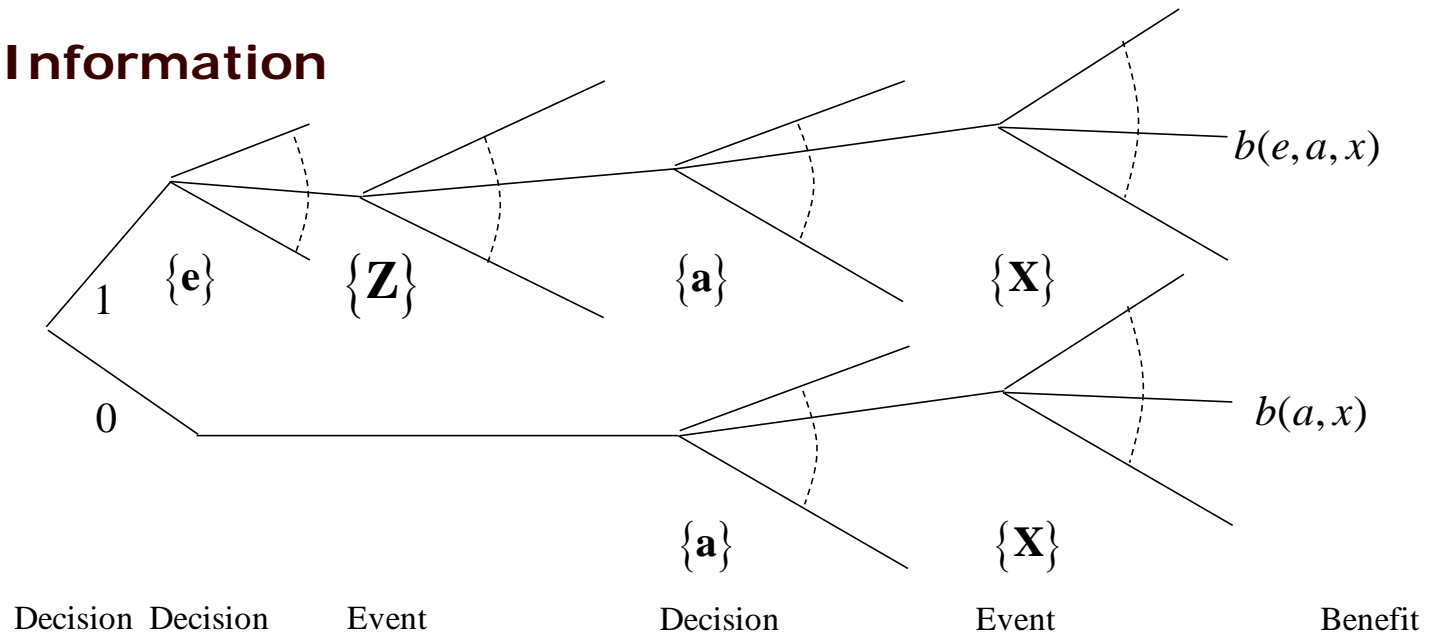 Information
b(e, a, x)
{e} {Z} {a} {X}
1
0
b(a, x)
{a} {X}
Decision Decision Event Decision Event Benefit